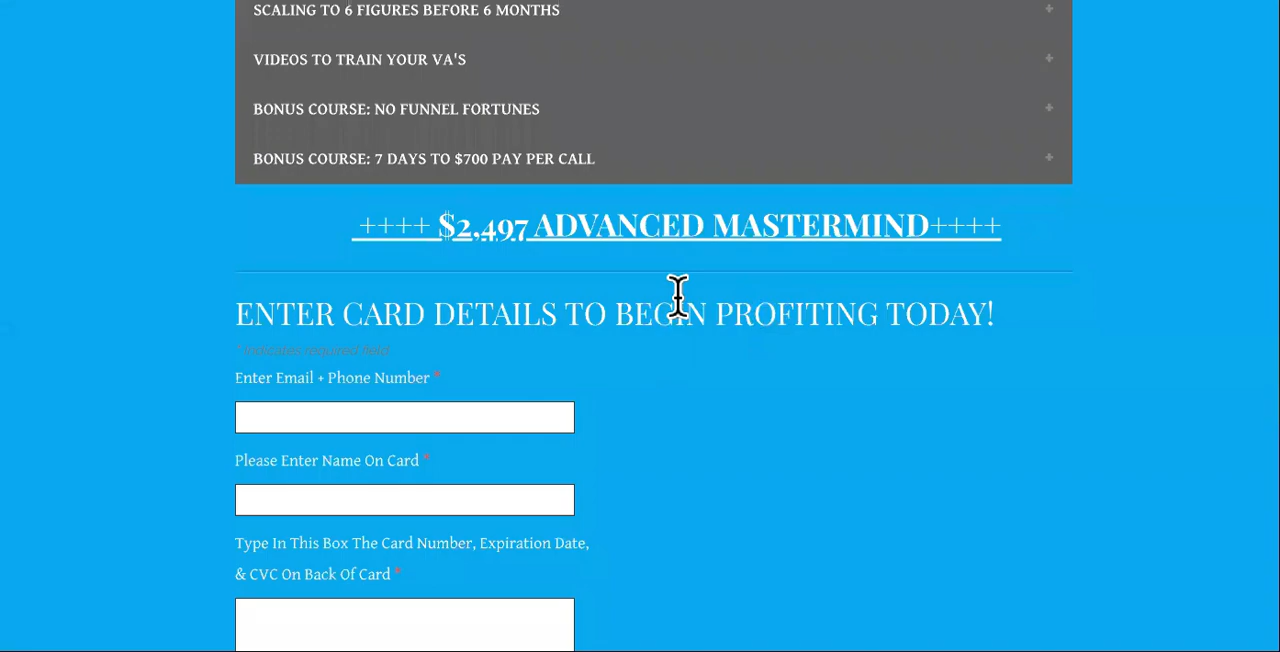 SCALING TO 6 FIGURES BEFORE 6 MONTHS +
VIDEOS TO TRAIN YOUR VA'S +
BONUS COURSE: NO FUNNEL FORTUNES +
BONUS COURSE: 7 DAYS TO $700 PAY PER CALL +
++++ $2,497 ADVANCED MASTERMIND++++
ENTER CARD DETAILS TO BEGIN PROFITING TODAY!
* Indicates required field
Enter Email + Phone Number *
Please Enter Name On Card *
Type In This Box The Card Number, Expiration Date,
& CVC On Back Of Card *